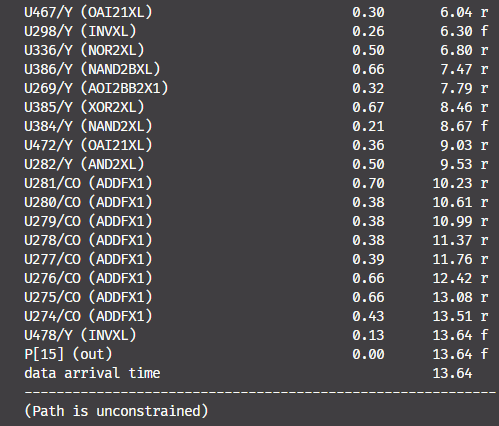 U467/Y (OAI21XL) 0.30 6.04 r
U298/Y (INVXL) 0.26 6.30 f
U336/Y (NOR2XL) 0.50 6.80 r
U386/Y (NAND2BXL) 0.66 7.47 r
U269/Y (AOI2BB2X1) 0.32 7.79 r
U385/Y (XOR2XL) 0.67 8.46 r
U384/Y (NAND2XL) 0.21 8.67 f
U472/Y (OAI21XL) 0.36 9.03 r
U282/Y (AND2XL) 0.50 9.53 r
U281/CO (ADDFX1) 0.70 10.23 r
U280/CO (ADDFX1) 0.38 10.61 r
U279/CO (ADDFX1) 0.38 10.99 r
U278/CO (ADDFX1) 0.38 11.37 r
U277/CO (ADDFX1) 0.39 11.76 r
U276/CO (ADDFX1) 0.66 12.42 r
U275/CO (ADDFX1) 0.66 13.08 r
U274/CO (ADDFX1) 0.43 13.51 r
U478/Y (INVXL) 0.13 13.64 f
P[15] (out) 0.00 13.64 f
data arrival time 13.64
-----------------------------------------------------------
(Path is unconstrained)